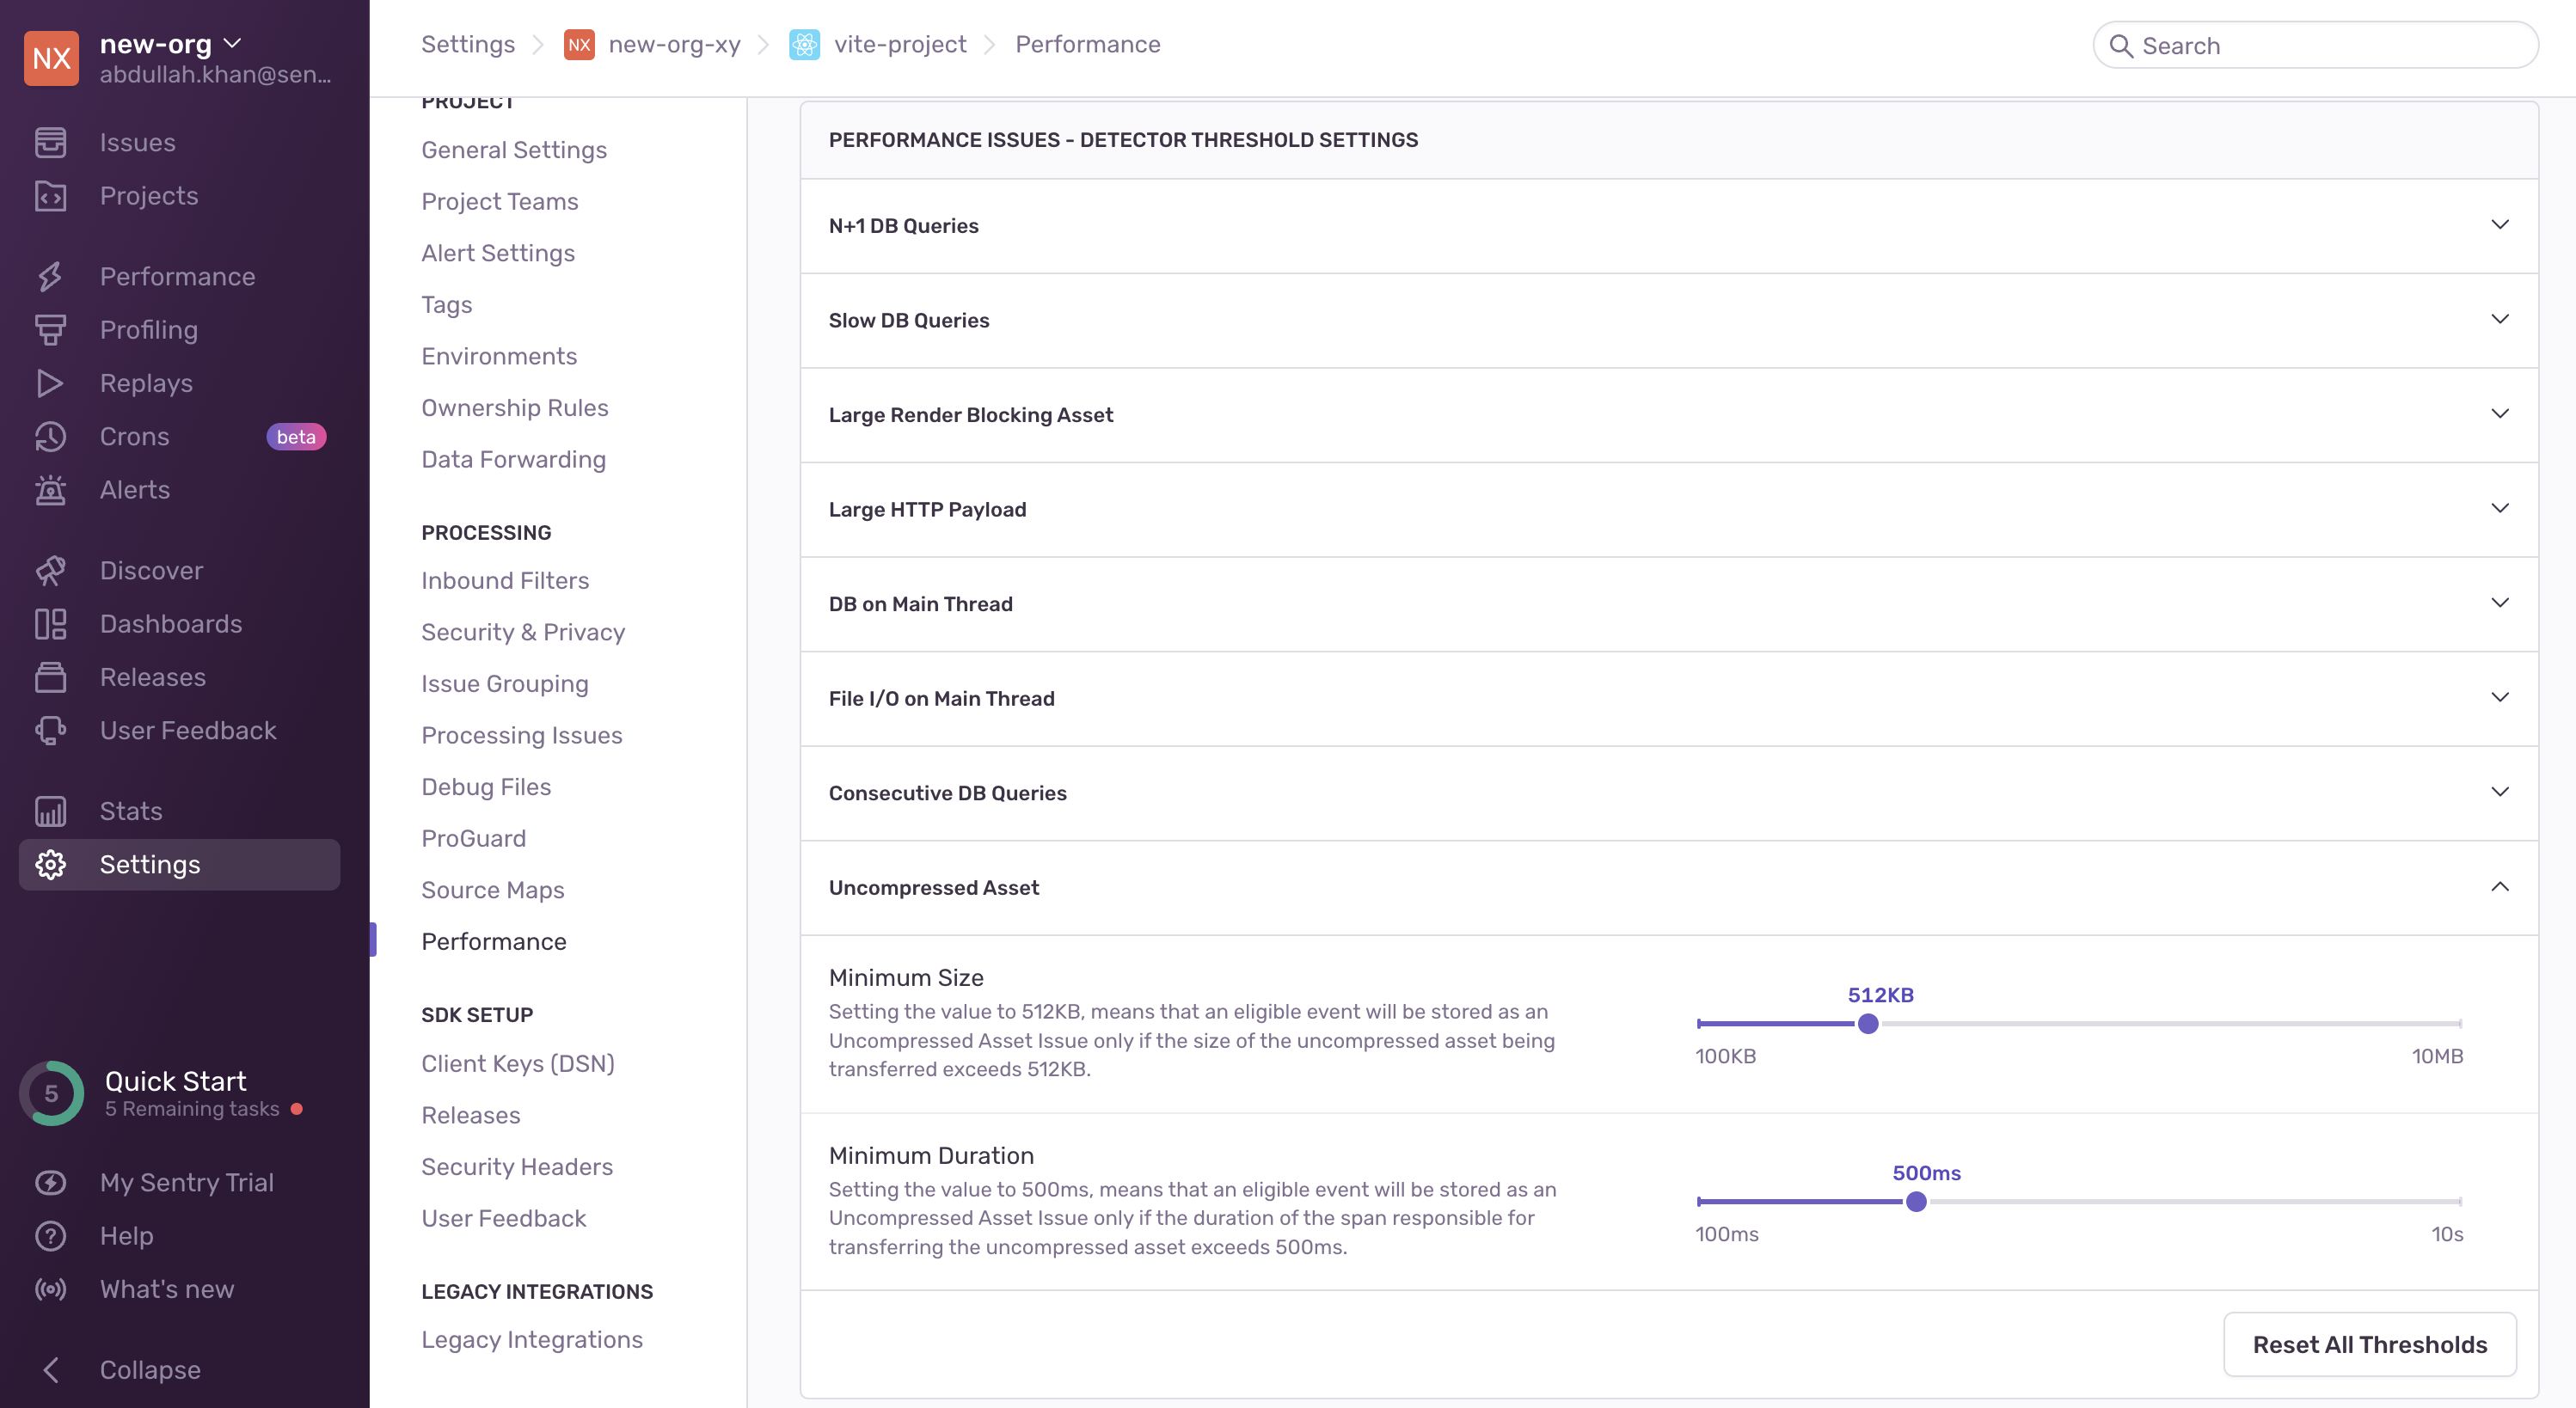 NX
new-org
abdullah.khan@sen...
Issues
Projects
Performance
Profiling
Replays
Crons
beta
Alerts
Discover
Dashboards
Releases
User Feedback
Stats
Settings
5
Quick Start
5 Remaining tasks
My Sentry Trial
Help
What's new
Collapse
Settings
NX
new-org-xy
vite-project
Performance
Search
PROJECT
General Settings
Project Teams
Alert Settings
Tags
Environments
Ownership Rules
Data Forwarding
PROCESSING
Inbound Filters
Security & Privacy
Issue Grouping
Processing Issues
Debug Files
ProGuard
Source Maps
Performance
SDK SETUP
Client Keys (DSN)
Releases
Security Headers
User Feedback
LEGACY INTEGRATIONS
Legacy Integrations
PERFORMANCE ISSUES - DETECTOR THRESHOLD SETTINGS
N+1 DB Queries
Slow DB Queries
Large Render Blocking Asset
Large HTTP Payload
DB on Main Thread
File I/O on Main Thread
Consecutive DB Queries
Uncompressed Asset
Minimum Size
Setting the value to 512KB, means that an eligible event will be stored as an
Uncompressed Asset Issue only if the size of the uncompressed asset being
transferred exceeds 512KB.
512KB
100KB
10MB
Minimum Duration
Setting the value to 500ms, means that an eligible event will be stored as an
Uncompressed Asset Issue only if the duration of the span responsible for
transferring the uncompressed asset exceeds 500ms.
500ms
100ms
10s
Reset All Thresholds